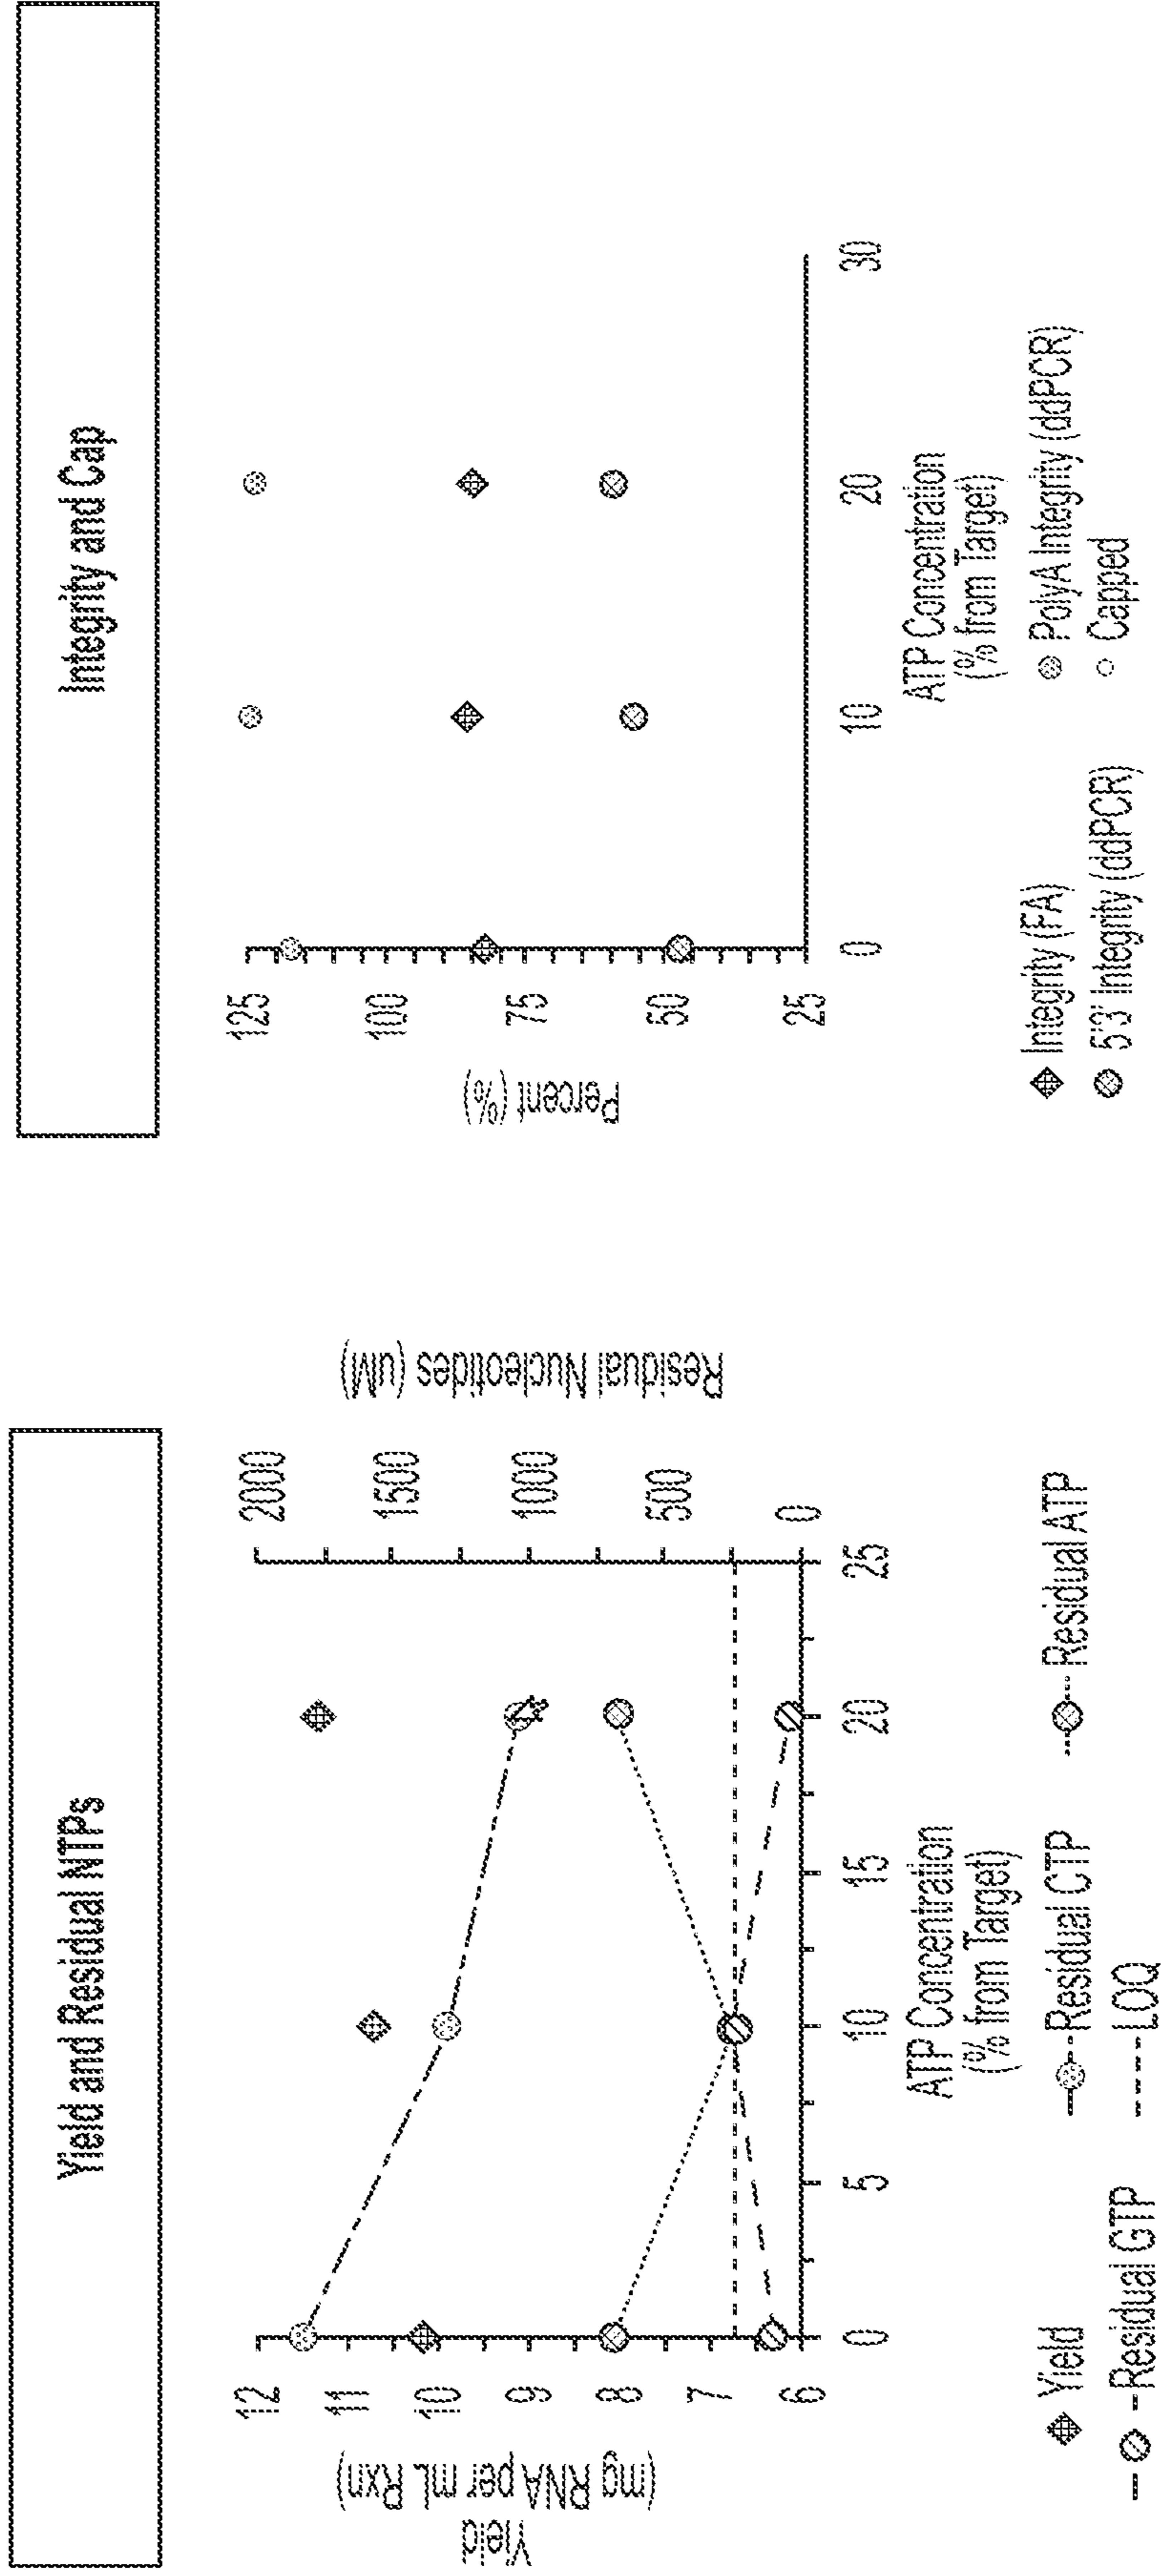 Yield and Residual NTPs
Yield
(mg RNA per mL Rxn)
12
11
10
9
8
7
6
2000
1500
1000
500
0
Residual Nucleotides (uM)
0
5
10
15
20
25
ATP Concentration
(% from Target)
Yield
Residual CTP
Residual ATP
Residual GTP
LOQ
Integrity and Cap
Percent (%)
125
100
75
50
25
0
10
20
30
ATP Concentration
(% from Target)
Integrity (FA)
PolyA Integrity (ddPCR)
5'3' Integrity (ddPCR)
Capped